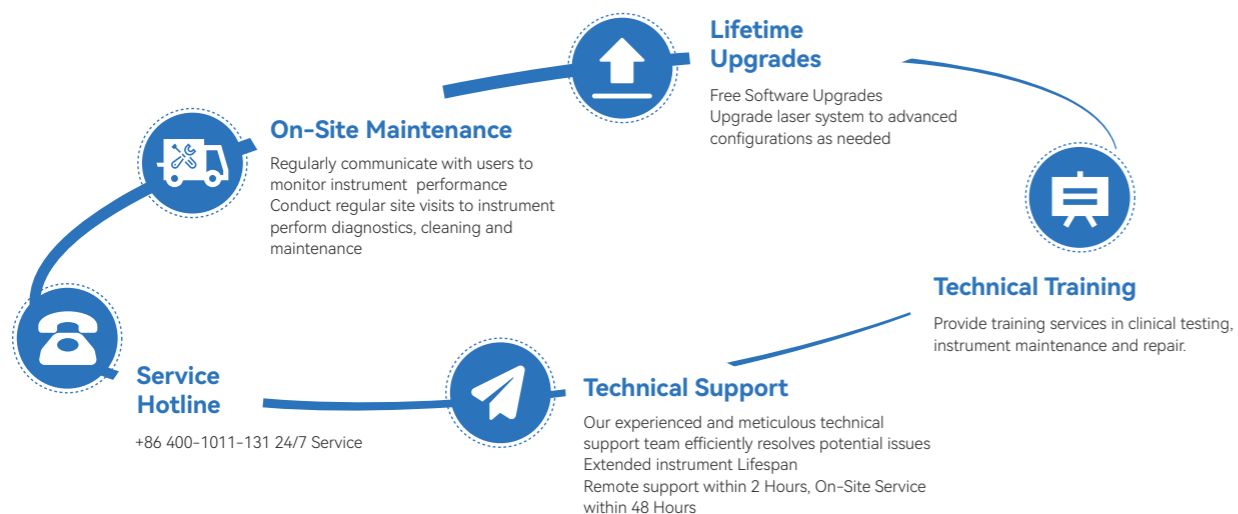 Lifetime
Upgrades
Free Software Upgrades
Upgrade laser system to advanced
configurations as needed
On-Site Maintenance
Regularly communicate with users to
monitor instrument performance
Conduct regular site visits to instrument
perform diagnostics, cleaning and
maintenance
Technical Training
Provide training services in clinical testing,
instrument maintenance and repair.
Service
Hotline
+86 400-1011-131 24/7 Service
Technical Support
Our experienced and meticulous technical
support team efficiently resolves potential issues
Extended instrument Lifespan
Remote support within 2 Hours, On-Site Service
within 48 Hours